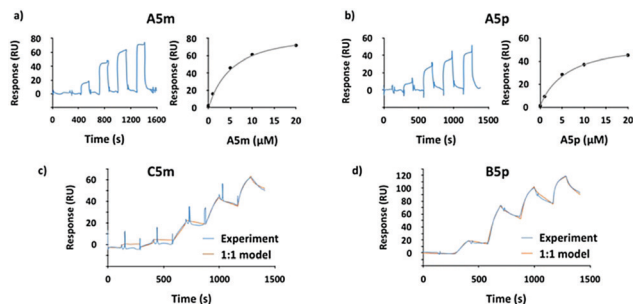 a)
A5m
Response (RU)
80
60
40
20
0
0 400 800 1200 1600
Time (s)
Response (RU)
80
60
40
20
0
0 5 10 15 20
A5m (µM)
b)
A5p
Response (RU)
60
40
20
0
0 500 1000 1500
Time (s)
Response (RU)
60
40
20
0
0 5 10 15 20
A5p (µM)
c)
C5m
Response (RU)
60
40
20
0
Experiment
1:1 model
0 500 1000 1500
Time (s)
d)
B5p
Response (RU)
120
100
80
60
40
20
0
Experiment
1:1 model
0 500 1000 1500
Time (s)